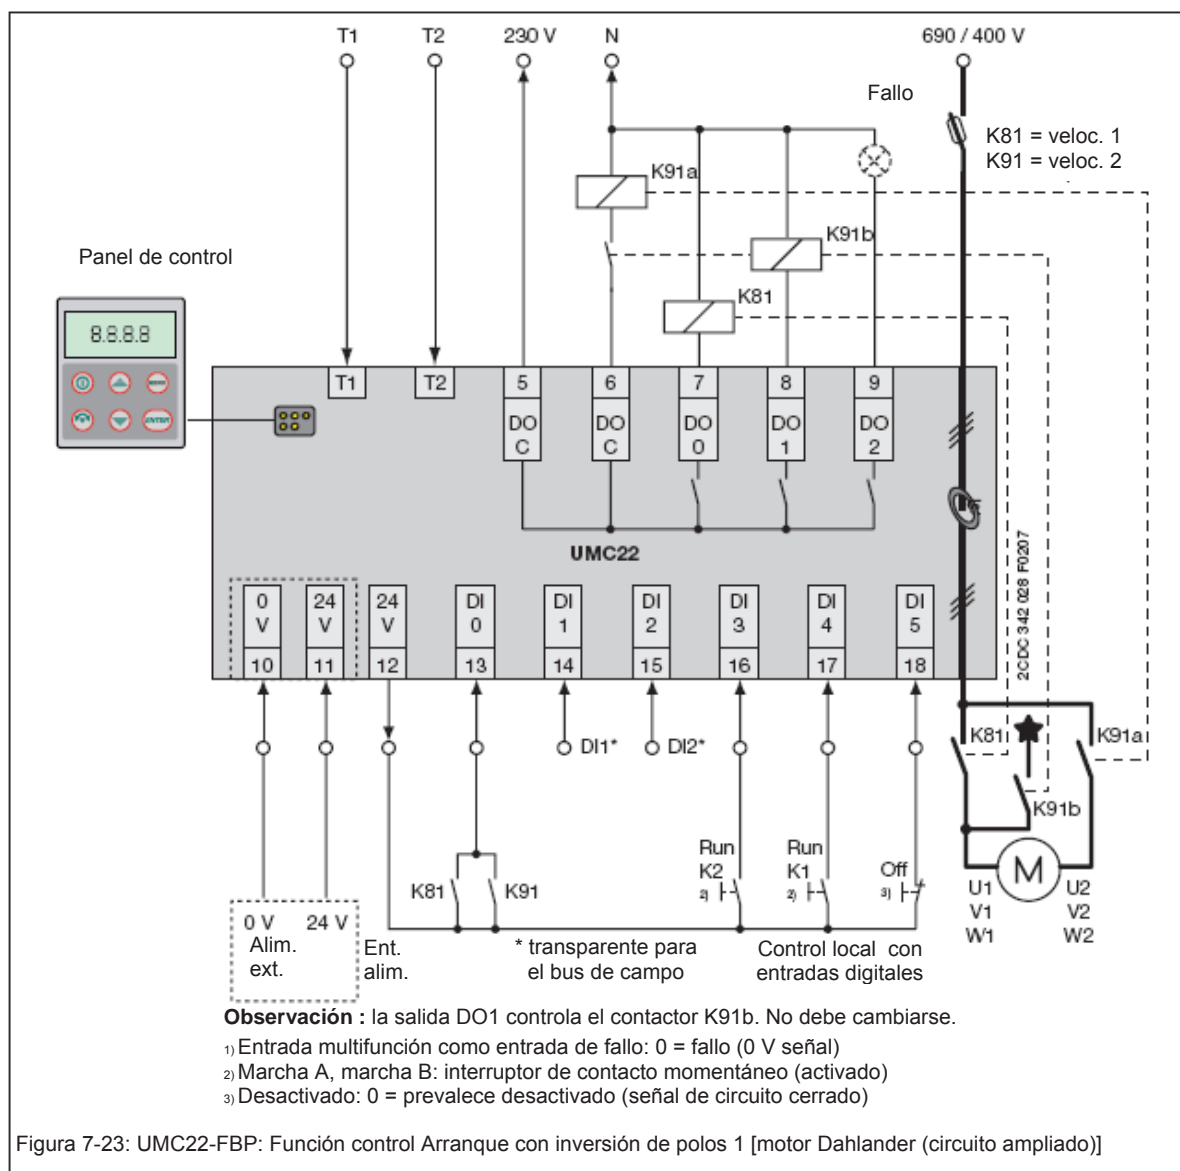 T1 T2 230 V N 690 / 400 V
Fallo
K81 = veloc. 1
K91 = veloc. 2
K91a
K91b
K81
Panel de control
8.8.8.8
MENU
ENTER
T1 T2 5 6 7 8 9
DO DO DO DO DO
C C 0 1 2
UMC22
0 24 24 DI DI DI DI DI DI
V V V 0 1 2 3 4 5
10 11 12 13 14 15 16 17 18
2CDC 342 028 F0207
DI1* DI2*
K81 K91a
K91b
Run Run Off
K2 K1
2) 2) 3)
K81 K91
M
U1 U2
V1 V2
W1 W2
0 V 24 V
Alim.
ext.
Ent.
alim.
* transparente para
el bus de campo
Control local con
entradas digitales
Observación : la salida DO1 controla el contactor K91b. No debe cambiarse.
1) Entrada multifunción como entrada de fallo: 0 = fallo (0 V señal)
2) Marcha A, marcha B: interruptor de contacto momentáneo (activado)
3) Desactivado: 0 = prevalece desactivado (señal de circuito cerrado)
Figura 7-23: UMC22-FBP: Función control Arranque con inversión de polos 1 [motor Dahlander (circuito ampliado)]